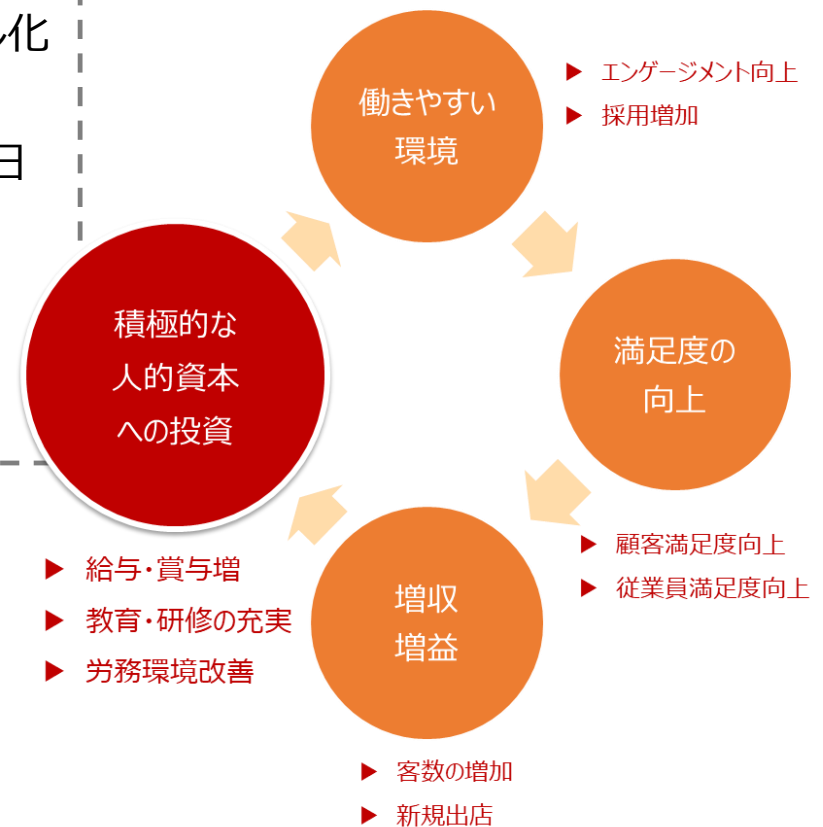 化
日
働きやすい
環境
▶ エンゲージメント向上
▶ 採用増加
積極的な
人的資本
への投資
満足度の
向上
▶ 給与・賞与増
▶ 教育・研修の充実
▶ 労務環境改善
▶ 顧客満足度向上
▶ 従業員満足度向上
増収
増益
▶ 客数の増加
▶ 新規出店